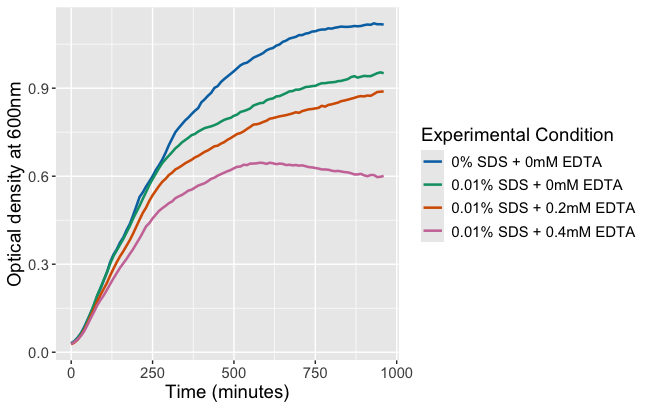 Optical density at 600nm
0.9
0.6
0.3
0.0
0 250 500 750 1000
Time (minutes)
Experimental Condition
0% SDS + 0mM EDTA
0.01% SDS + 0mM EDTA
0.01% SDS + 0.2mM EDTA
0.01% SDS + 0.4mM EDTA